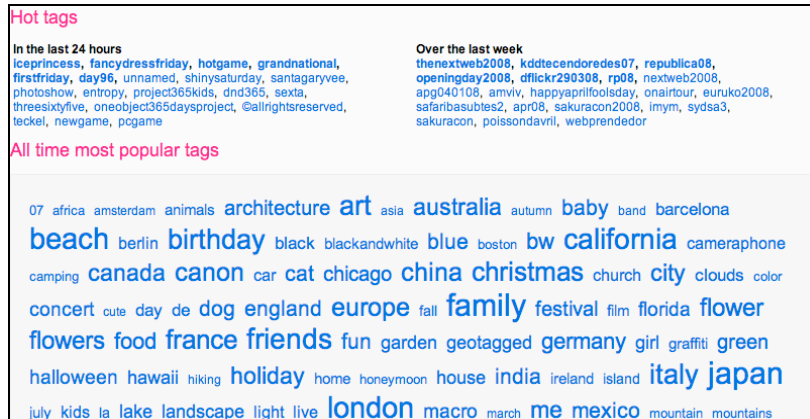 Hot tags
In the last 24 hours
iceprincess, fancydressfriday, hotgame, grandnational,
firstfriday, day96, unnamed, shinysaturday, santagaryvee,
photoshow, entropy, project365kids, dnd365, sexta,
threesixtyfive, oneobject365daysproject, ©allrightsreserved,
teckel, newgame, pcgame
Over the last week
thenextweb2008, kddtecendoredes07, republica08,
openingday2008, dflickr290308, rp08, nextweb2008,
apg040108, amviv, happyaprilfoolsday, onairtour, euruko2008,
safaribasubtes2, apr08, sakuracon2008, imym, sydsa3,
sakuracon, poissondavril, webprendedor
All time most popular tags
07 africa amsterdam animals architecture art asia australia autumn baby band barcelona
beach berlin birthday black blackandwhite blue boston bw california cameraphone
camping canada canon car cat chicago china christmas church city clouds color
concert cute day de dog england europe fall family festival film florida flower
flowers food france friends fun garden geotagged germany girl graffiti green
halloween hawaii hiking holiday home honeymoon house india ireland island italy japan
july kids la lake landscape light live london macro march me mexico mountain mountains